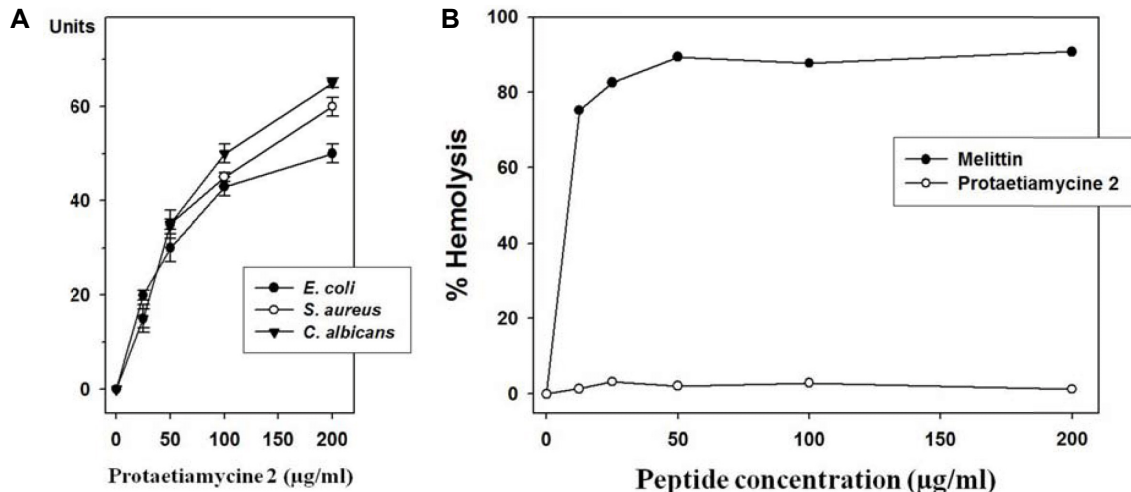 A
Units
60
40
20
0
E. coli
S. aureus
C. albicans
0 50 100 150 200
Protaetiamycine 2 (µg/ml)
B
100
80
60
40
20
0
% Hemolysis
Melittin
Protaetiamycine 2
0 50 100 150 200
Peptide concentration (µg/ml)